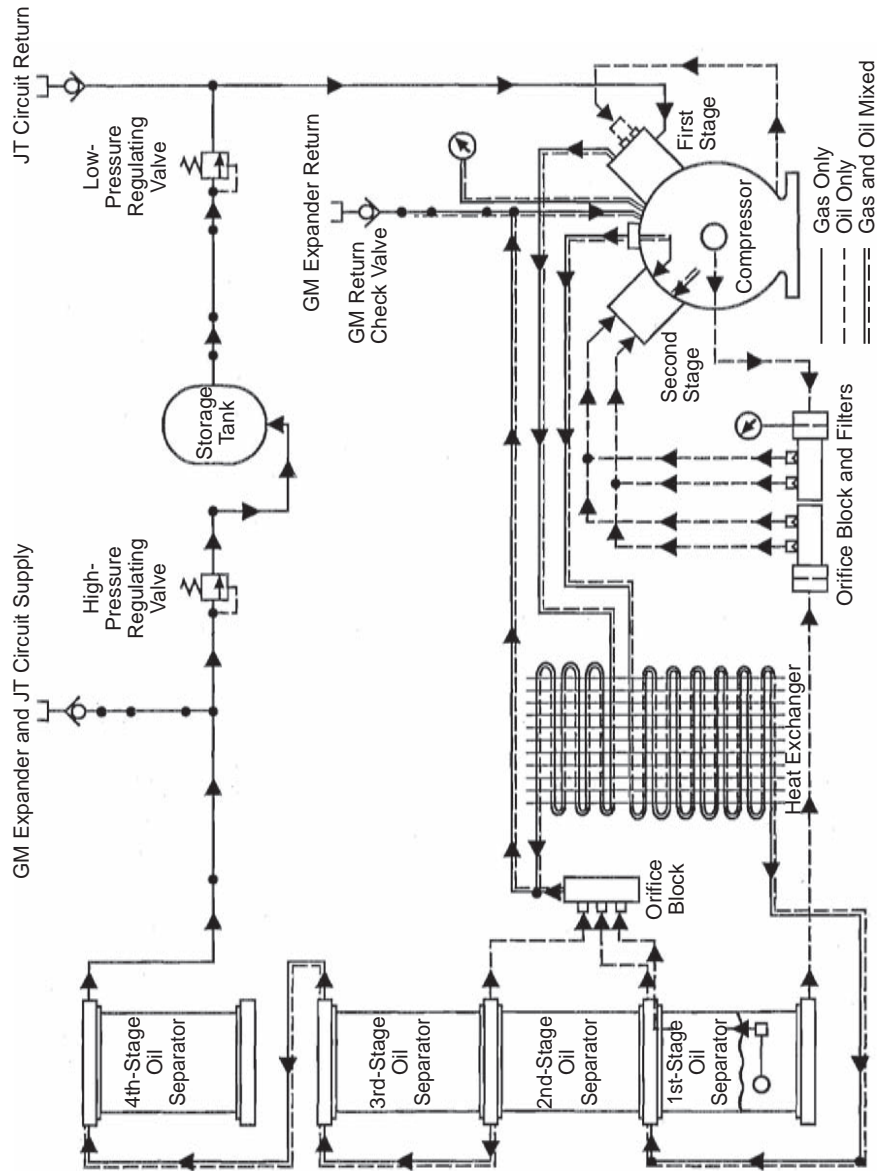 GM Expander and JT Circuit Supply
JT Circuit Return
High-
Pressure
Regulating
Valve
Storage
Tank
Low-
Pressure
Regulating
Valve
GM Expander Return
GM Return
Check Valve
4th-Stage
Oil
Separator
3rd-Stage
Oil
Separator
2nd-Stage
Oil
Separator
1st-Stage
Oil
Separator
Orifice
Block
Heat Exchanger
First
Stage
Second
Stage
Compressor
Orifice Block and Filters
Gas Only
Oil Only
Gas and Oil Mixed